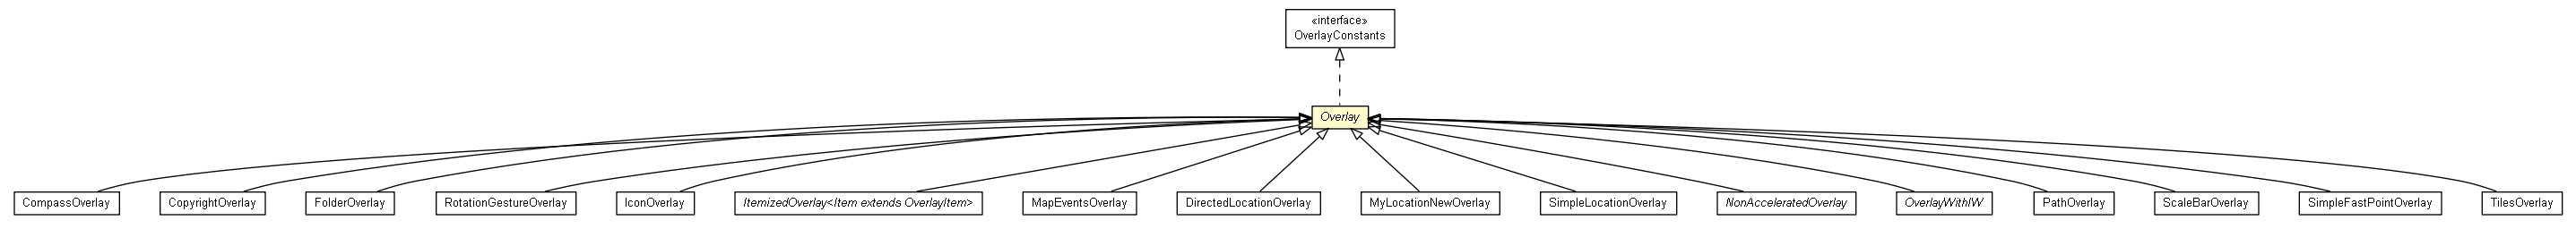 «interface»
OverlayConstants
Overlay
CompassOverlay
CopyrightOverlay
FolderOverlay
RotationGestureOverlay
IconOverlay
ItemizedOverlay<Item extends OverlayItem>
MapEventsOverlay
DirectedLocationOverlay
MyLocationNewOverlay
SimpleLocationOverlay
NonAcceleratedOverlay
OverlayWithIW
PathOverlay
ScaleBarOverlay
SimpleFastPointOverlay
TilesOverlay